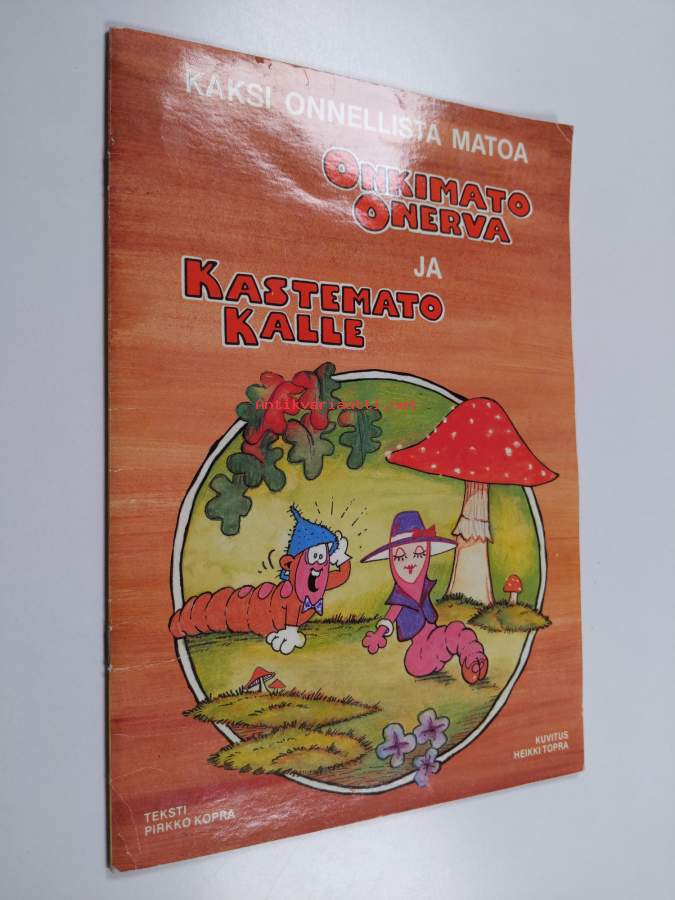 KAKSI ONNELLISTA MATOA
ONKIMATO
ONERVA
JA
KASTEMATO
KALLE
Antikvariaatti.net
KUVITUS
HEIKKI TOPRA
TEKSTI
PIRKKO KOPRA